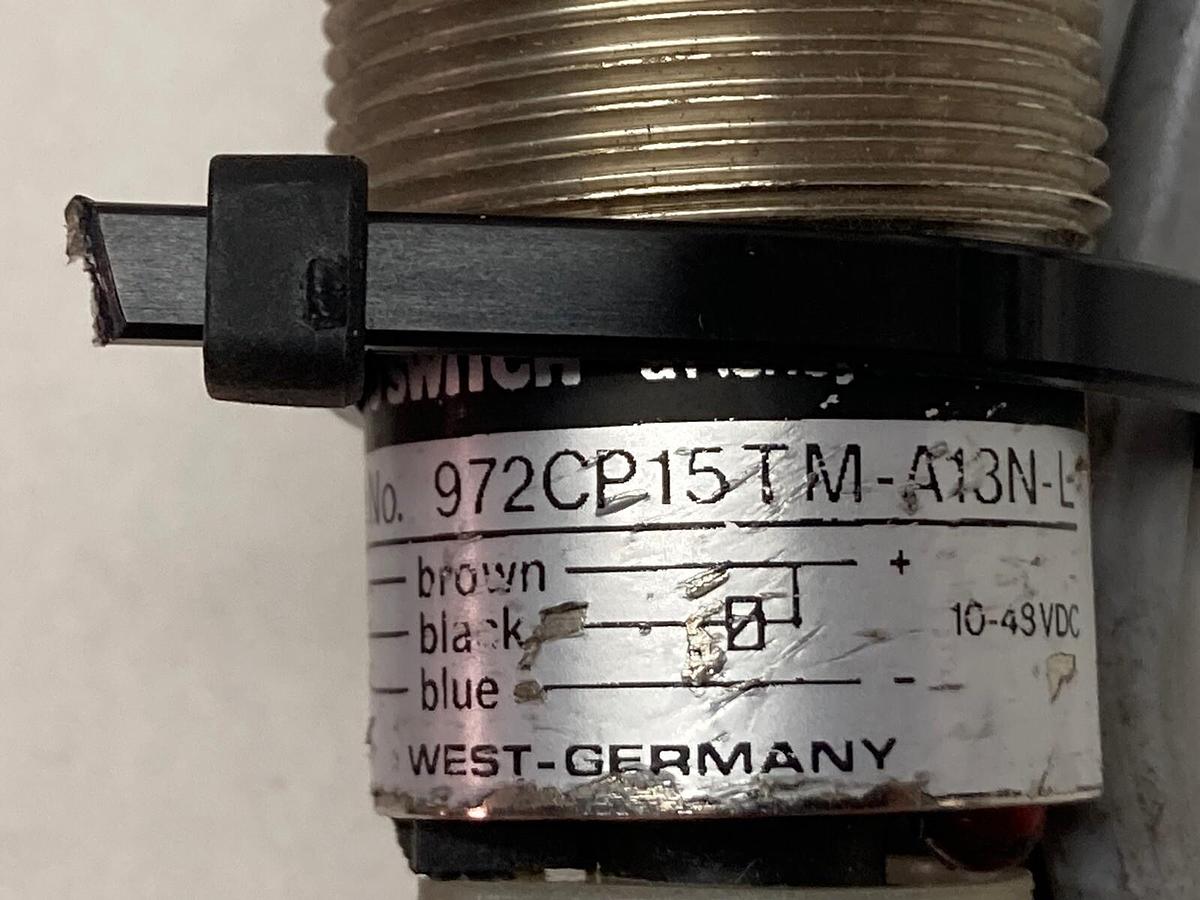 No. 972CP15TM-A13N-L
brown +
black 10-48VDC
blue -
WEST-GERMANY